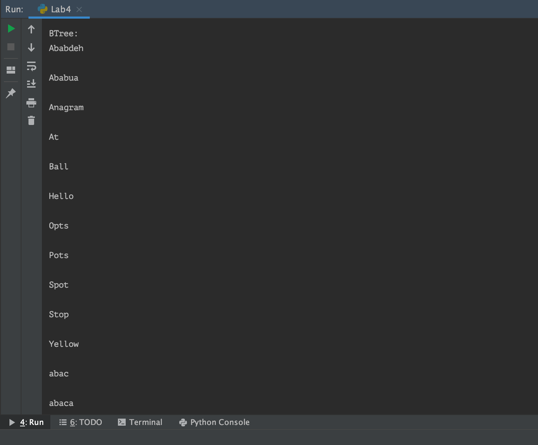 Run: Lab4
BTree:
Ababdeh
Ababua
Anagram
At
Ball
Hello
Opts
Pots
Spot
Stop
Yellow
abac
abaca
4: Run 6: TODO Terminal Python Console